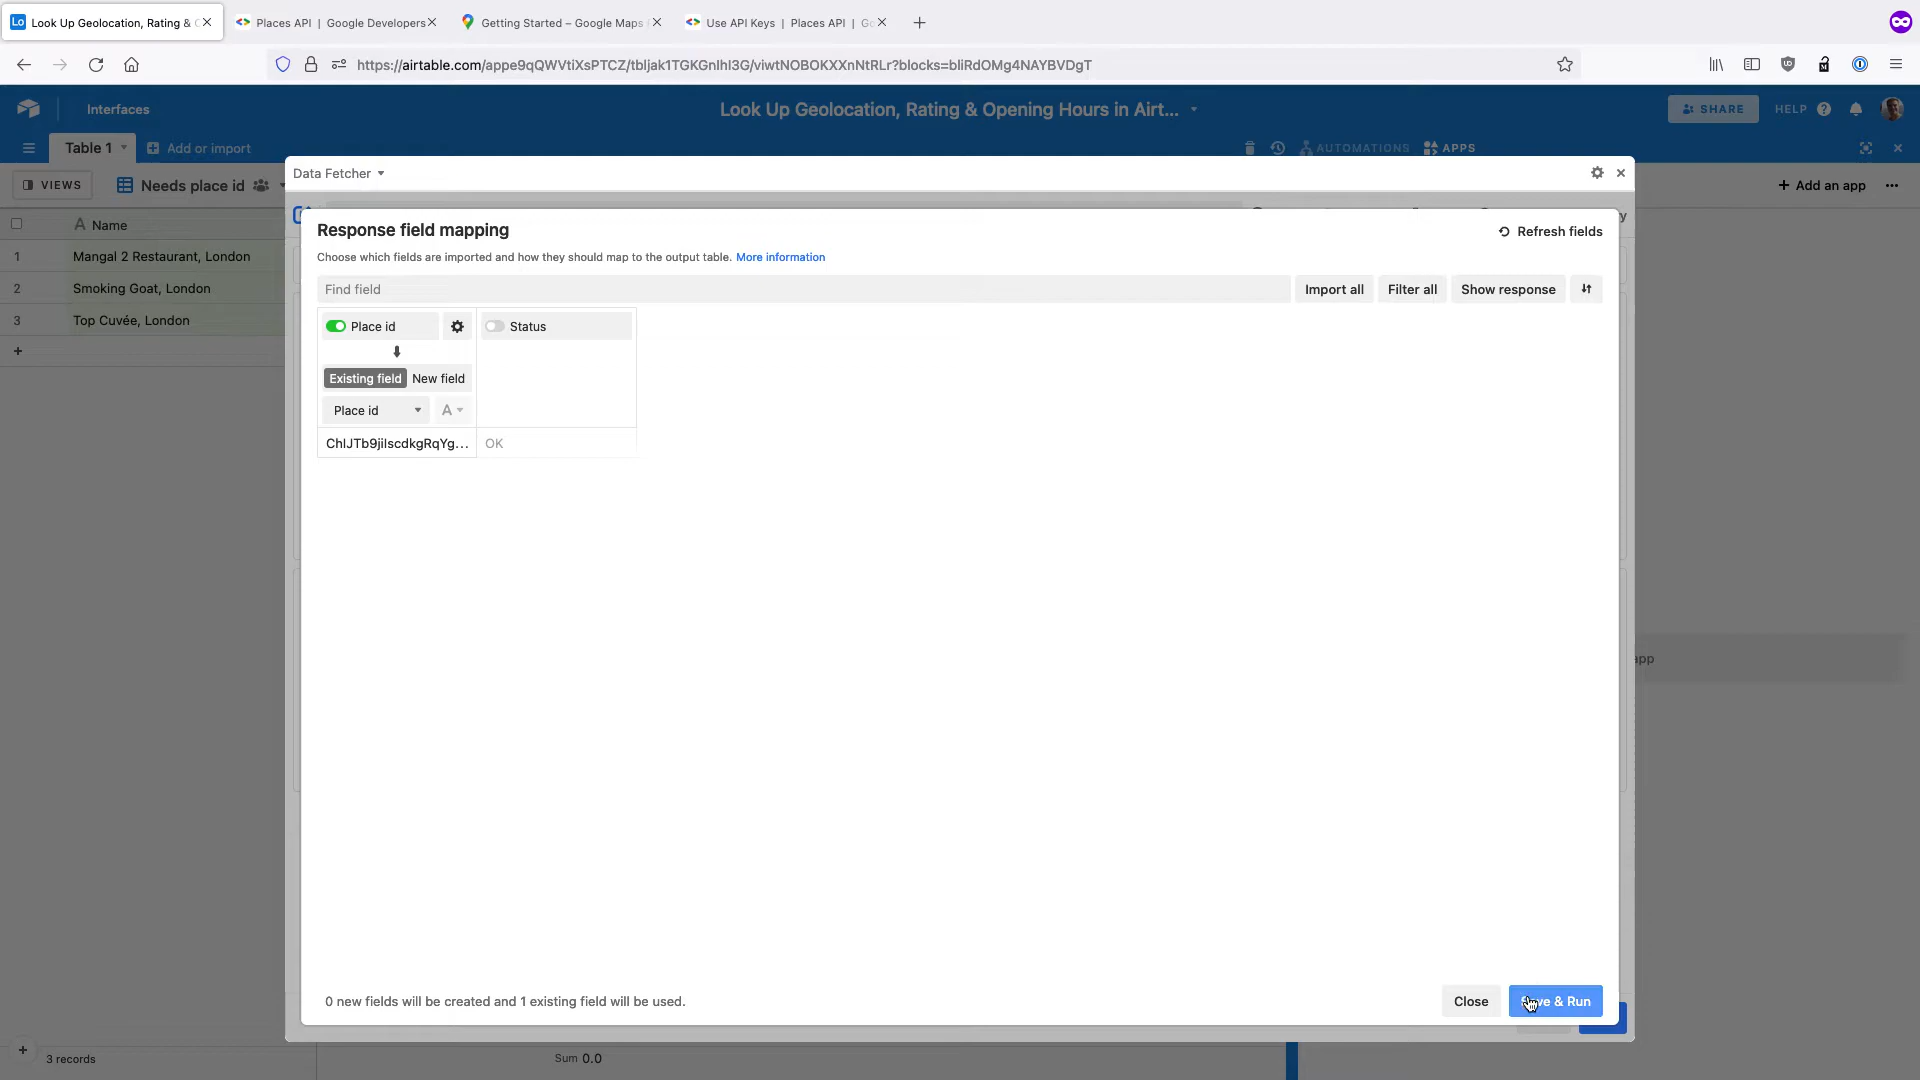 Look Up Geolocation, Rating &
Places API | Google Developers
Getting Started – Google Maps
Use API Keys | Places API |
https://airtable.com/appe9qQWVtiXsPTCZ/tbljak1TGKGnlhI3G/viwtNOBOKXXnNtRLr?blocks=bliRdOMg4NAYBVDgT
Interfaces
Look Up Geolocation, Rating & Opening Hours in Airt...
SHARE
HELP
Table 1
Add or import
AUTOMATIONS
APPS
VIEWS
Needs place id
Data Fetcher
Add an app
Name
1 Mangal 2 Restaurant, London
2 Smoking Goat, London
3 Top Cuvée, London
Response field mapping
Refresh fields
Choose which fields are imported and how they should map to the output table. More information
Find field
Import all
Filter all
Show response
Place id
Status
Existing field
New field
Place id
A
ChIJTb9jiIscdkgRqYg...
OK
app
0 new fields will be created and 1 existing field will be used.
Close
& Run
3 records
Sum 0.0